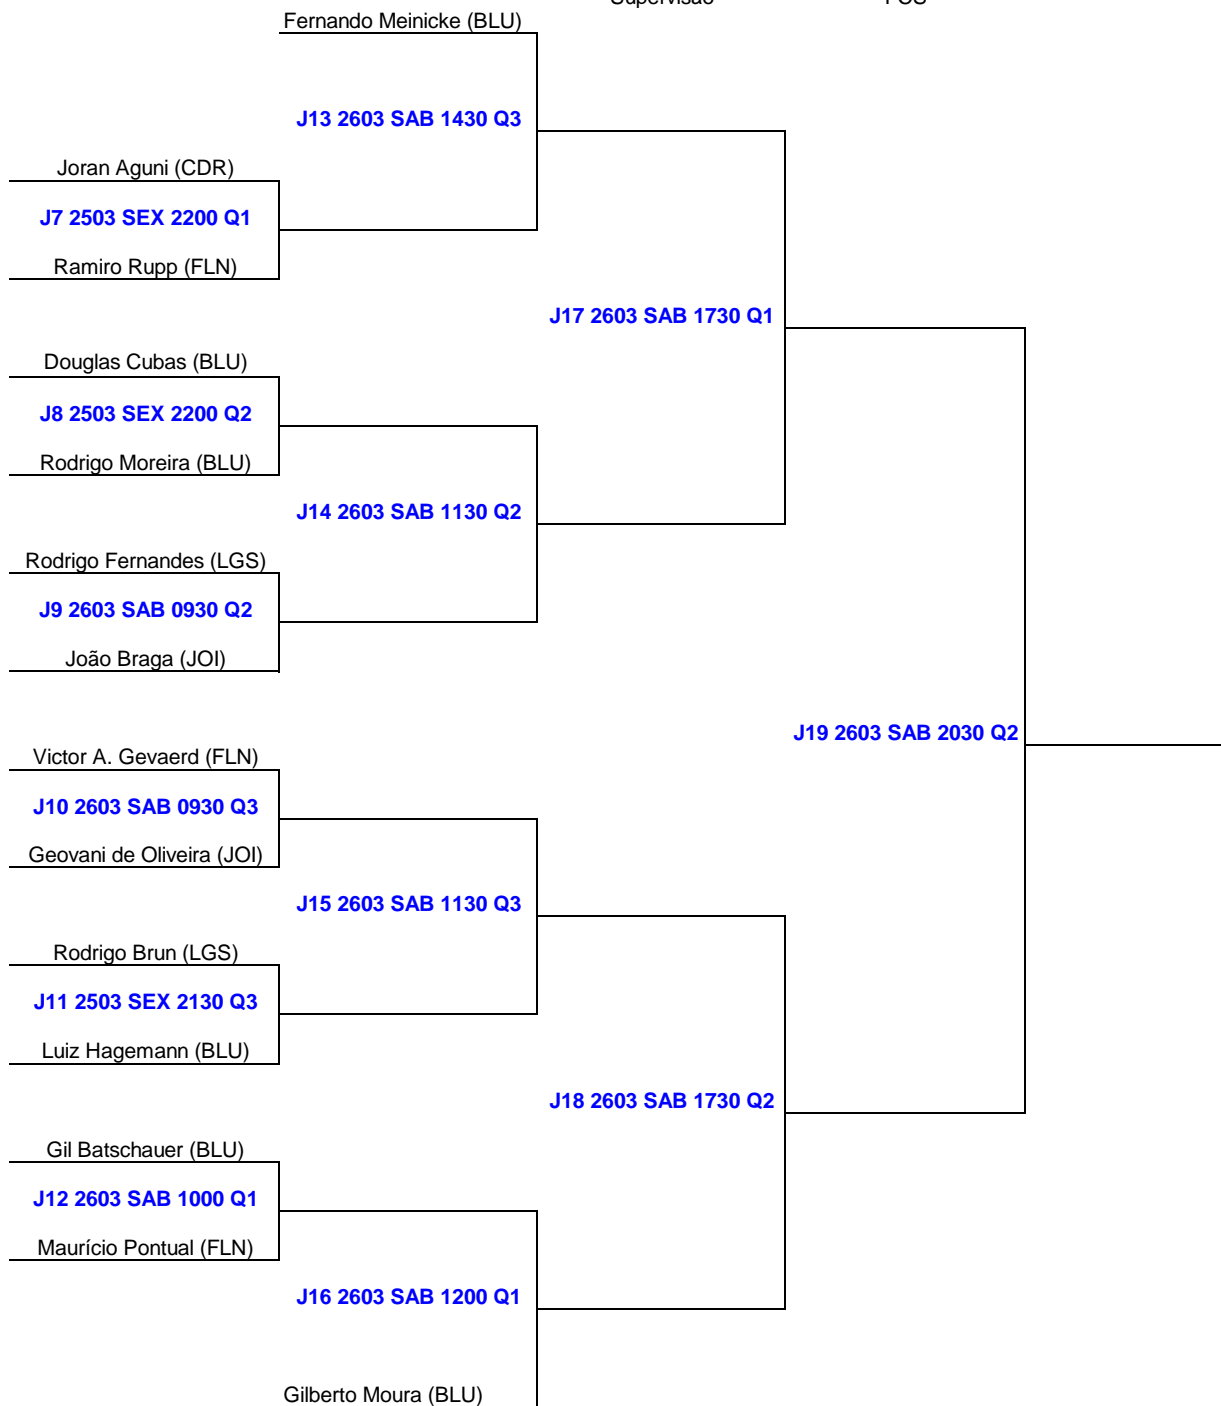 Supervisão FCS
Fernando Meinicke (BLU)
J13 2603 SAB 1430 Q3
Joran Aguni (CDR)
J7 2503 SEX 2200 Q1
Ramiro Rupp (FLN)
J17 2603 SAB 1730 Q1
Douglas Cubas (BLU)
J8 2503 SEX 2200 Q2
Rodrigo Moreira (BLU)
J14 2603 SAB 1130 Q2
Rodrigo Fernandes (LGS)
J9 2603 SAB 0930 Q2
João Braga (JOI)
J19 2603 SAB 2030 Q2
Victor A. Gevaerd (FLN)
J10 2603 SAB 0930 Q3
Geovani de Oliveira (JOI)
J15 2603 SAB 1130 Q3
Rodrigo Brun (LGS)
J11 2503 SEX 2130 Q3
Luiz Hagemann (BLU)
J18 2603 SAB 1730 Q2
Gil Batschauer (BLU)
J12 2603 SAB 1000 Q1
Maurício Pontual (FLN)
J16 2603 SAB 1200 Q1
Gilberto Moura (BLU)